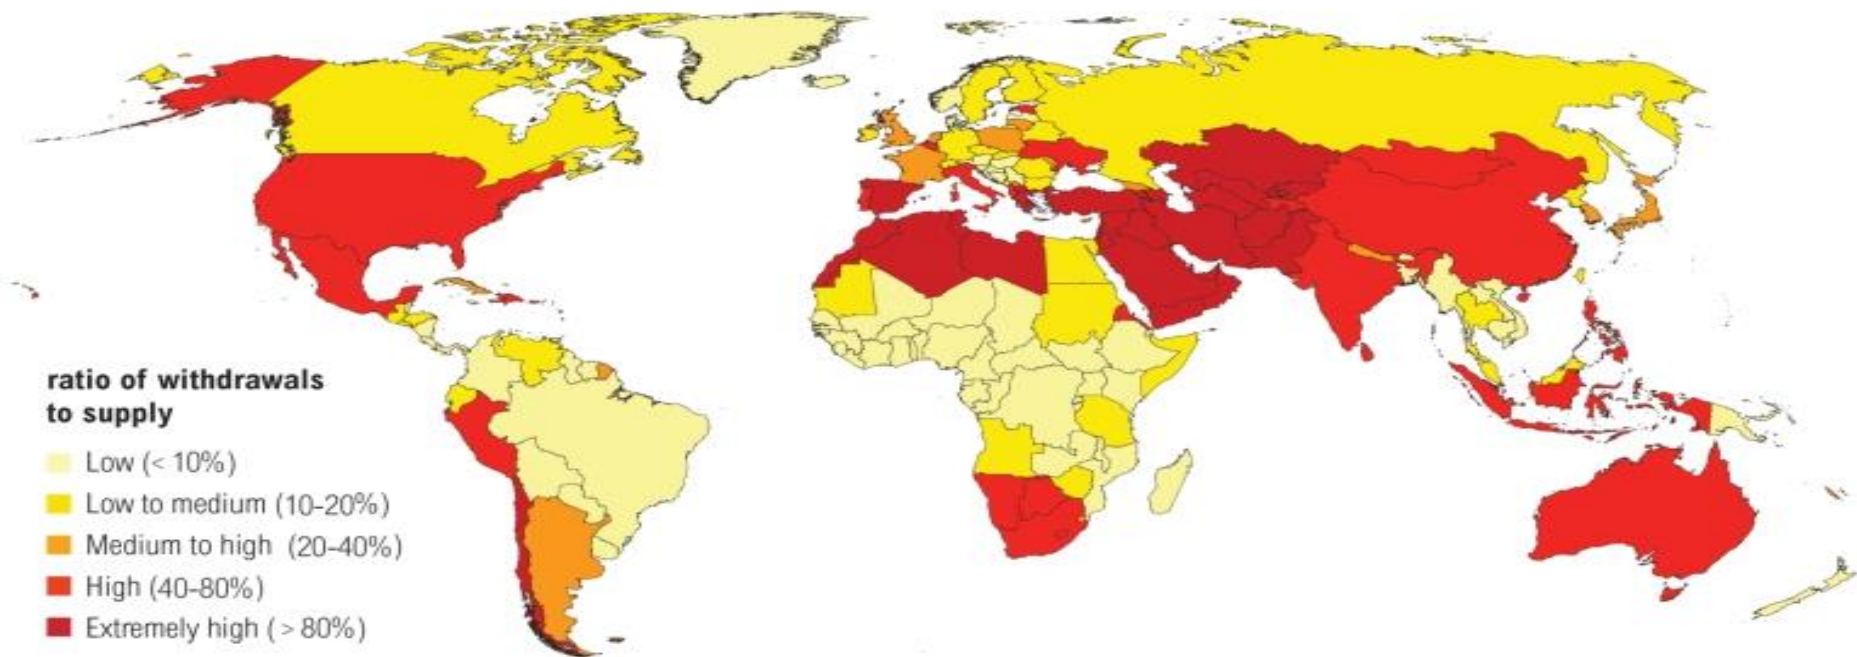 ratio of withdrawals
to supply
Low (< 10%)
Low to medium (10-20%)
Medium to high (20-40%)
High (40-80%)
Extremely high (> 80%)